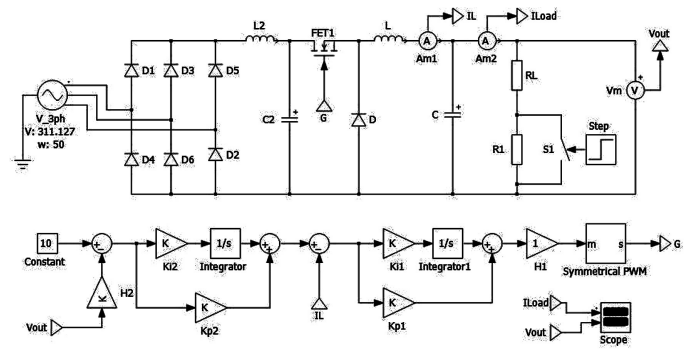 FET1
IL
ILoad
L2
L
Am1
Am2
Vout
D1
D3
D5
A
A
V_3ph
V: 311.127
w: 50
G
D
C2
C
RL
Vm
V
Step
R1
S1
D4
D6
D2
10
Constant
K
Ki2
1/s
Integrator
K
Ki1
1/s
Integrator1
1
H1
m
s
Symmetrical PWM
G
K
H2
K
Kp2
IL
K
Kp1
Vout
ILoad
Vout
Scope